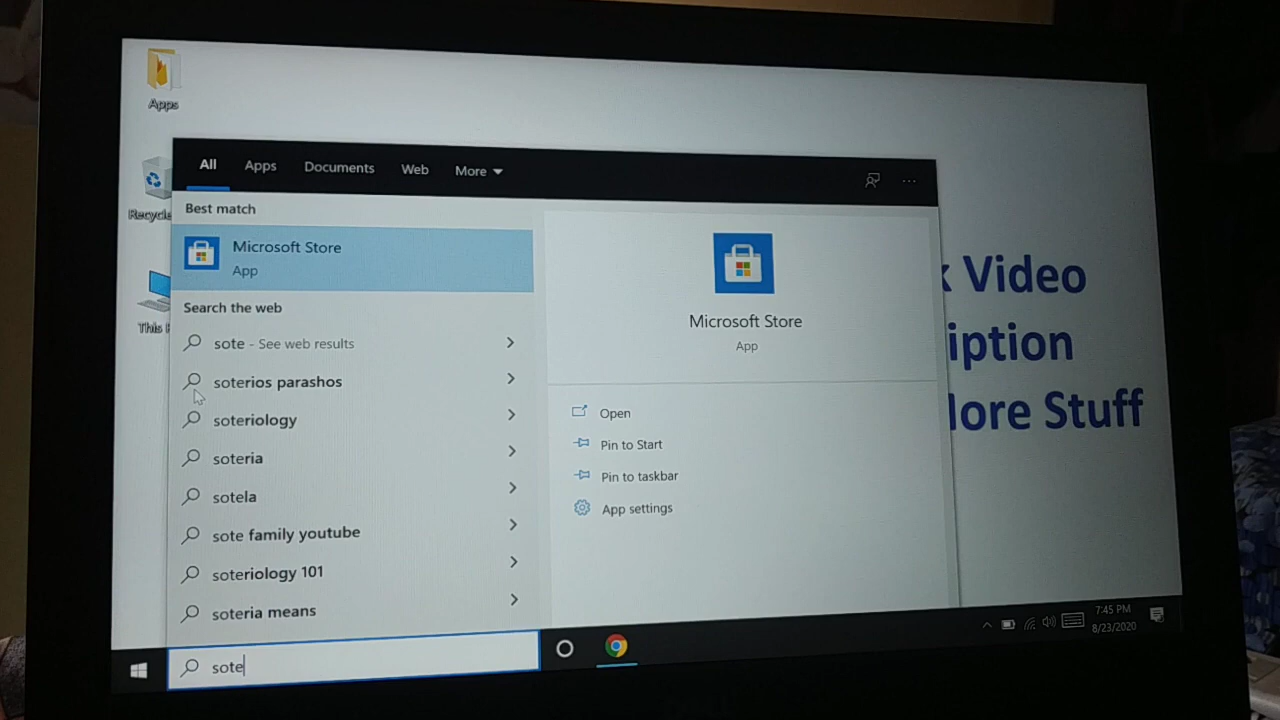 Apps
All Apps Documents Web More
Best match
Microsoft Store
App
Search the web
sote - See web results
soterios parashos
soteriology
soteria
sotela
sote family youtube
soteriology 101
soteria means
Microsoft Store
App
Open
Pin to Start
Pin to taskbar
App settings
Recycle
This
Video
iption
ore Stuff
sote
7:45 PM
8/23/2020